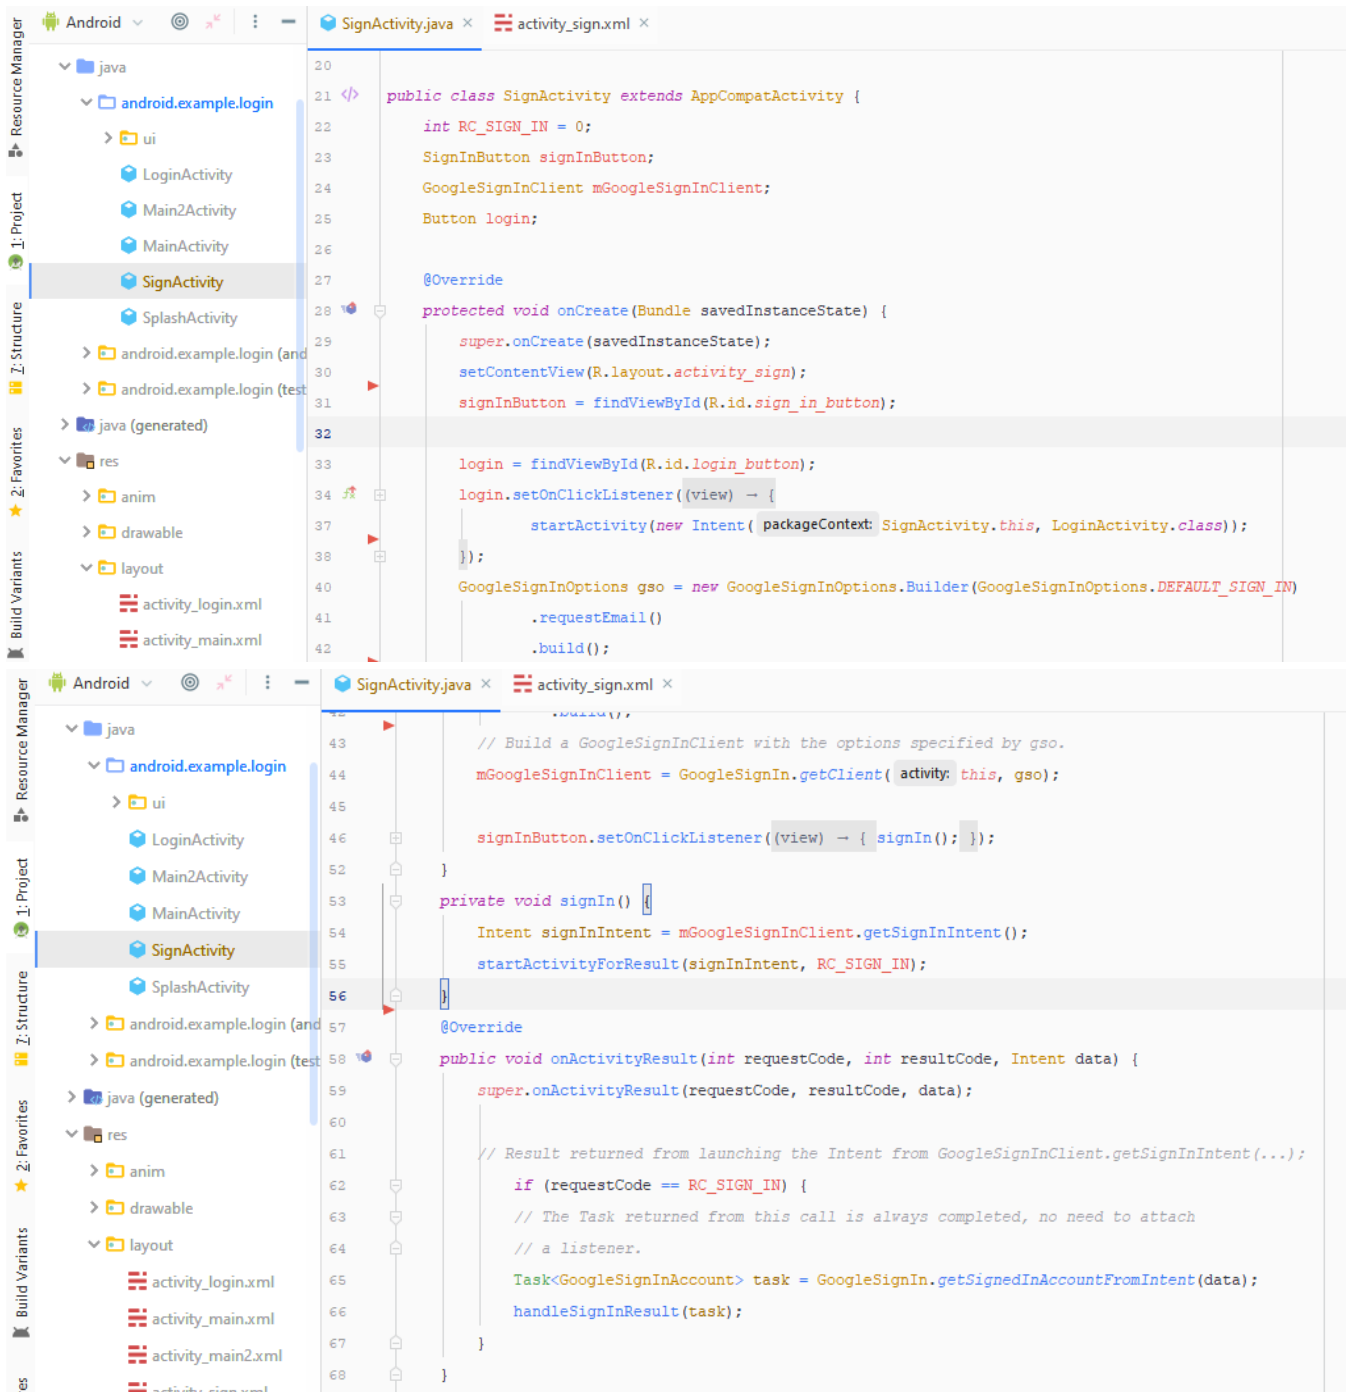 Android
SignActivity.java ×
activity_sign.xml ×
Resource Manager
1: Project
7: Structure
2: Favorites
Build Variants
java
android.example.login
ui
LoginActivity
Main2Activity
MainActivity
SignActivity
SplashActivity
android.example.login (and
android.example.login (test
java (generated)
res
anim
drawable
layout
activity_login.xml
activity_main.xml
20
21 public class SignActivity extends AppCompatActivity {
22 int RC_SIGN_IN = 0;
23 SignInButton signInButton;
24 GoogleSignInClient mGoogleSignInClient;
25 Button login;
26
27 @Override
28 protected void onCreate(Bundle savedInstanceState) {
29 super.onCreate(savedInstanceState);
30 setContentView(R.layout.activity_sign);
31 signInButton = findViewById(R.id.sign_in_button);
32
33 login = findViewById(R.id.login_button);
34 login.setOnClickListener((view) → {
37 startActivity(new Intent( packageContext: SignActivity.this, LoginActivity.class));
38 });
40 GoogleSignInOptions gso = new GoogleSignInOptions.Builder(GoogleSignInOptions.DEFAULT_SIGN_IN)
41 .requestEmail()
42 .build();
Android
SignActivity.java ×
activity_sign.xml ×
Resource Manager
1: Project
7: Structure
2: Favorites
Build Variants
java
android.example.login
ui
LoginActivity
Main2Activity
MainActivity
SignActivity
SplashActivity
android.example.login (and
android.example.login (test
java (generated)
res
anim
drawable
layout
activity_login.xml
activity_main.xml
activity_main2.xml
activity_sign.xml
42 .build();
43 // Build a GoogleSignInClient with the options specified by gso.
44 mGoogleSignInClient = GoogleSignIn.getClient( activity: this, gso);
45
46 signInButton.setOnClickListener((view) → { signIn(); });
52 }
53 private void signIn() {
54 Intent signInIntent = mGoogleSignInClient.getSignInIntent();
55 startActivityForResult(signInIntent, RC_SIGN_IN);
56 }
57 @Override
58 public void onActivityResult(int requestCode, int resultCode, Intent data) {
59 super.onActivityResult(requestCode, resultCode, data);
60
61 // Result returned from launching the Intent from GoogleSignInClient.getSignInIntent(...);
62 if (requestCode == RC_SIGN_IN) {
63 // The Task returned from this call is always completed, no need to attach
64 // a listener.
65 Task<GoogleSignInAccount> task = GoogleSignIn.getSignedInAccountFromIntent(data);
66 handleSignInResult(task);
67 }
68 }